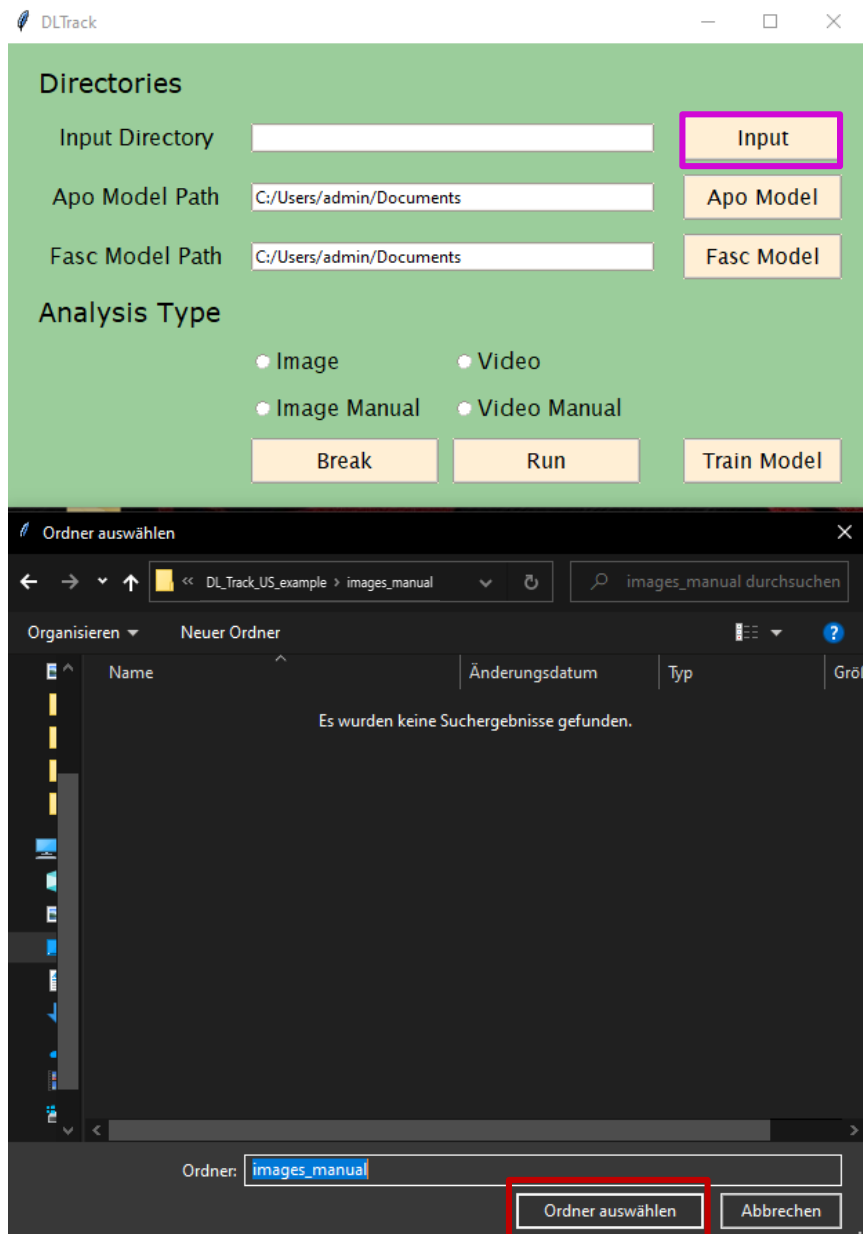 DLTrack
Directories
Input Directory
Input
Apo Model Path
C:/Users/admin/Documents
Apo Model
Fasc Model Path
C:/Users/admin/Documents
Fasc Model
Analysis Type
Image
Video
Image Manual
Video Manual
Break
Run
Train Model
Ordner auswählen
« DL_Track_US_example > images_manual
images_manual durchsuchen
Organisieren
Neuer Ordner
Name
Änderungsdatum
Typ
Größ
Es wurden keine Suchergebnisse gefunden.
Ordner:
images_manual
Ordner auswählen
Abbrechen